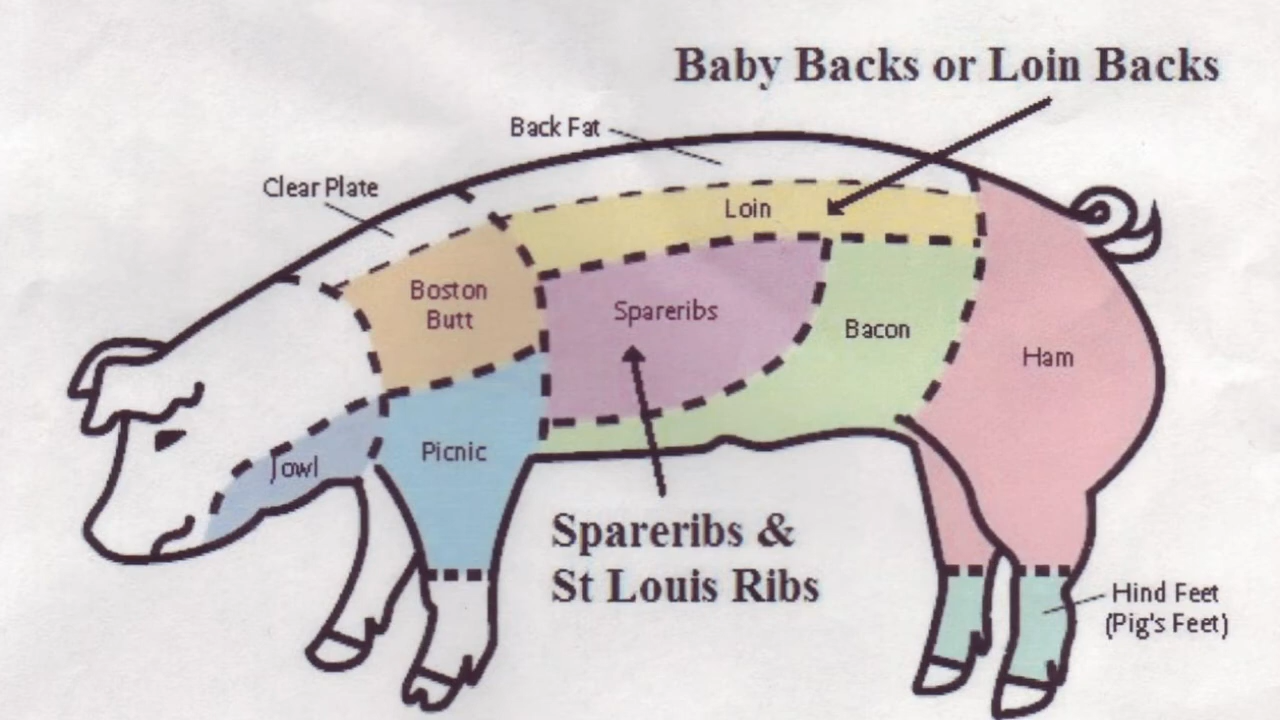 Baby Backs or Loin Backs
Back Fat
Clear Plate
Loin
Boston
Butt
Spareribs
Bacon
Ham
Picnic
Jowl
Spareribs &
St Louis Ribs
Hind Feet
(Pig's Feet)